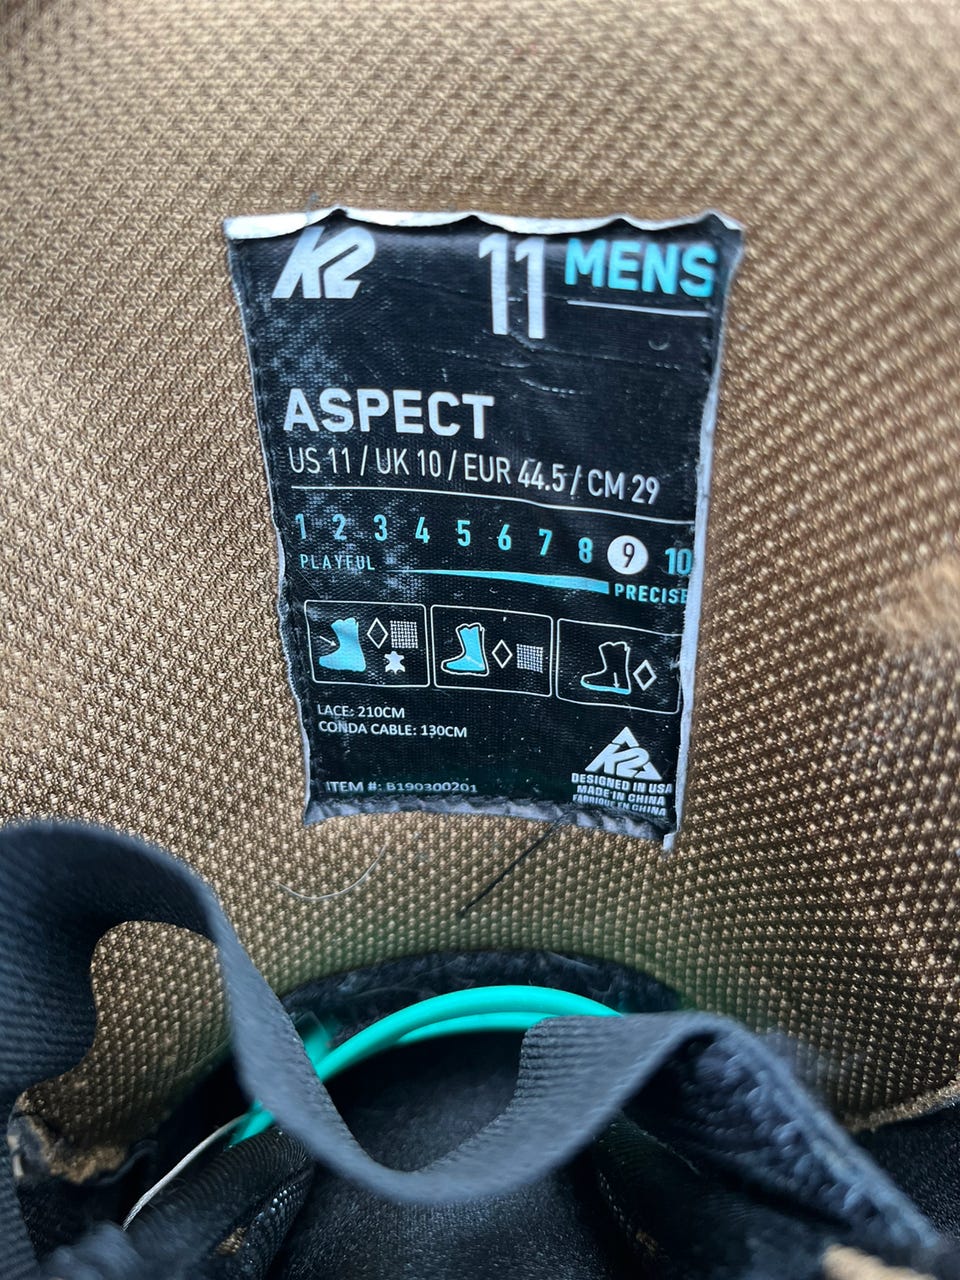 K2 11 MENS
ASPECT
US 11 / UK 10 / EUR 44.5 / CM 29
1 2 3 4 5 6 7 8 9 10
PLAYFUL PRECISE
LACE: 210CM
CONDA CABLE: 130CM
ITEM #: B190300201
K2
DESIGNED IN USA
MADE IN CHINA
FABRIQUE EN CHINA